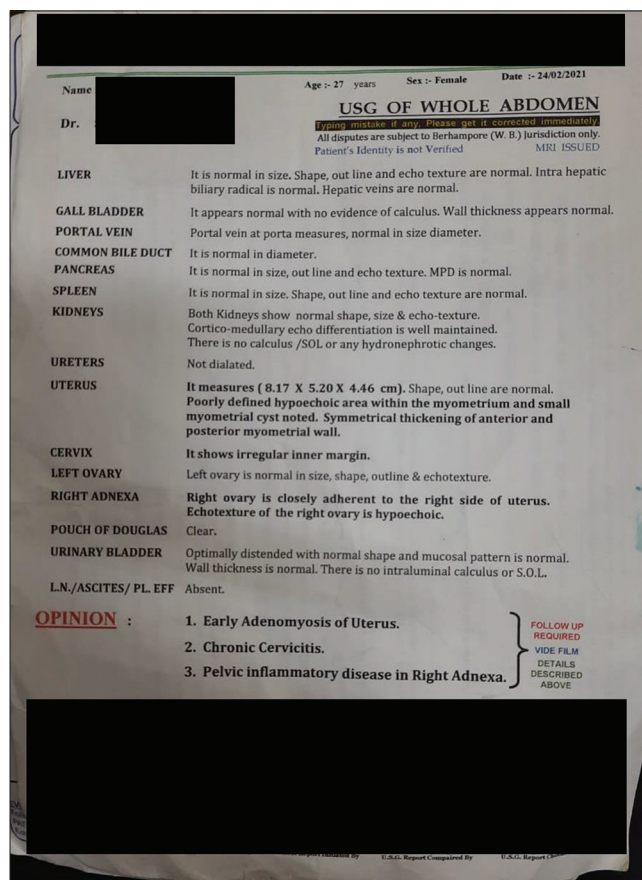 Age :- 27 years Sex :- Female Date :- 24/02/2021
Name
Dr. :
USG OF WHOLE ABDOMEN
Typing mistake if any. Please get it corrected immediately.
All disputes are subject to Berhampore (W. B.) Jurisdiction only.
Patient's Identity is not Verified MRI ISSUED
LIVER It is normal in size. Shape, out line and echo texture are normal. Intra hepatic
biliary radical is normal. Hepatic veins are normal.
GALL BLADDER It appears normal with no evidence of calculus. Wall thickness appears normal.
PORTAL VEIN Portal vein at porta measures, normal in size diameter.
COMMON BILE DUCT It is normal in diameter.
PANCREAS It is normal in size, out line and echo texture. MPD is normal.
SPLEEN It is normal in size. Shape, out line and echo texture are normal.
KIDNEYS Both Kidneys show normal shape, size & echo-texture.
Cortico-medullary echo differentiation is well maintained.
There is no calculus /SOL or any hydronephrotic changes.
URETERS Not dialated.
UTERUS It measures ( 8.17 X 5.20 X 4.46 cm). Shape, out line are normal.
Poorly defined hypoechoic area within the myometrium and small
myometrial cyst noted. Symmetrical thickening of anterior and
posterior myometrial wall.
CERVIX It shows irregular inner margin.
LEFT OVARY Left ovary is normal in size, shape, outline & echotexture.
RIGHT ADNEXA Right ovary is closely adherent to the right side of uterus.
Echotexture of the right ovary is hypoechoic.
POUCH OF DOUGLAS Clear.
URINARY BLADDER Optimally distended with normal shape and mucosal pattern is normal.
Wall thickness is normal. There is no intraluminal calculus or S.O.L.
L.N./ASCITES/ PL. EFF Absent.
OPINION :
1. Early Adenomyosis of Uterus.
2. Chronic Cervicitis.
3. Pelvic inflammatory disease in Right Adnexa.
FOLLOW UP
REQUIRED
VIDE FILM
DETAILS
DESCRIBED
ABOVE
U.S.G. Report Compaired By U.S.G. Report